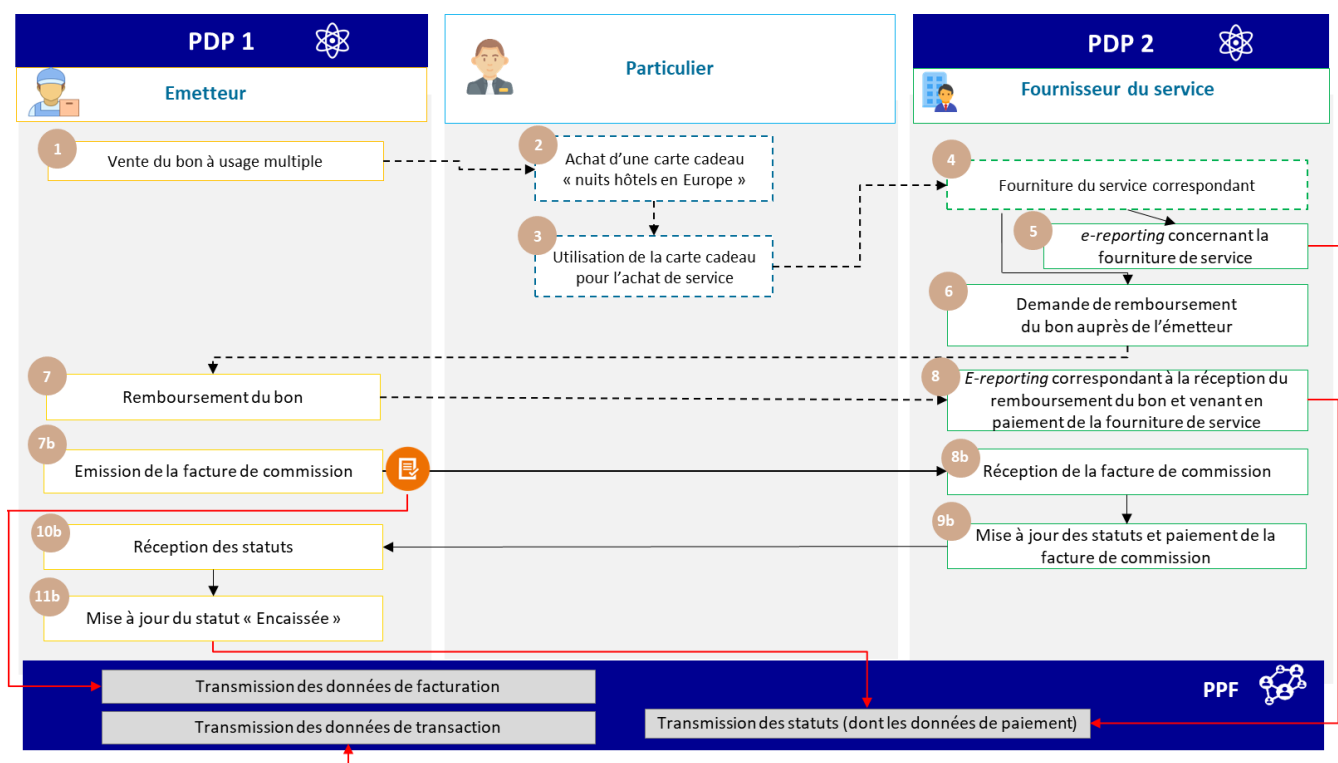 PDP 1
Emetteur
Particulier
PDP 2
Fournisseur du service
1
Vente du bon à usage multiple
2
Achat d’une carte cadeau
« nuits hôtels en Europe »
3
Utilisation de la carte cadeau
pour l’achat de service
4
Fourniture du service correspondant
5
e-reporting concernant la
fourniture de service
6
Demande de remboursement
du bon auprès de l’émetteur
7
Remboursement du bon
8
E-reporting correspondant à la réception du
remboursement du bon et venant en
paiement de la fourniture de service
7b
Emission de la facture de commission
8b
Réception de la facture de commission
9b
Mise à jour des statuts et paiement de la
facture de commission
10b
Réception des statuts
11b
Mise à jour du statut « Encaissée »
Transmission des données de facturation
Transmission des données de transaction
Transmission des statuts (dont les données de paiement)
PPF